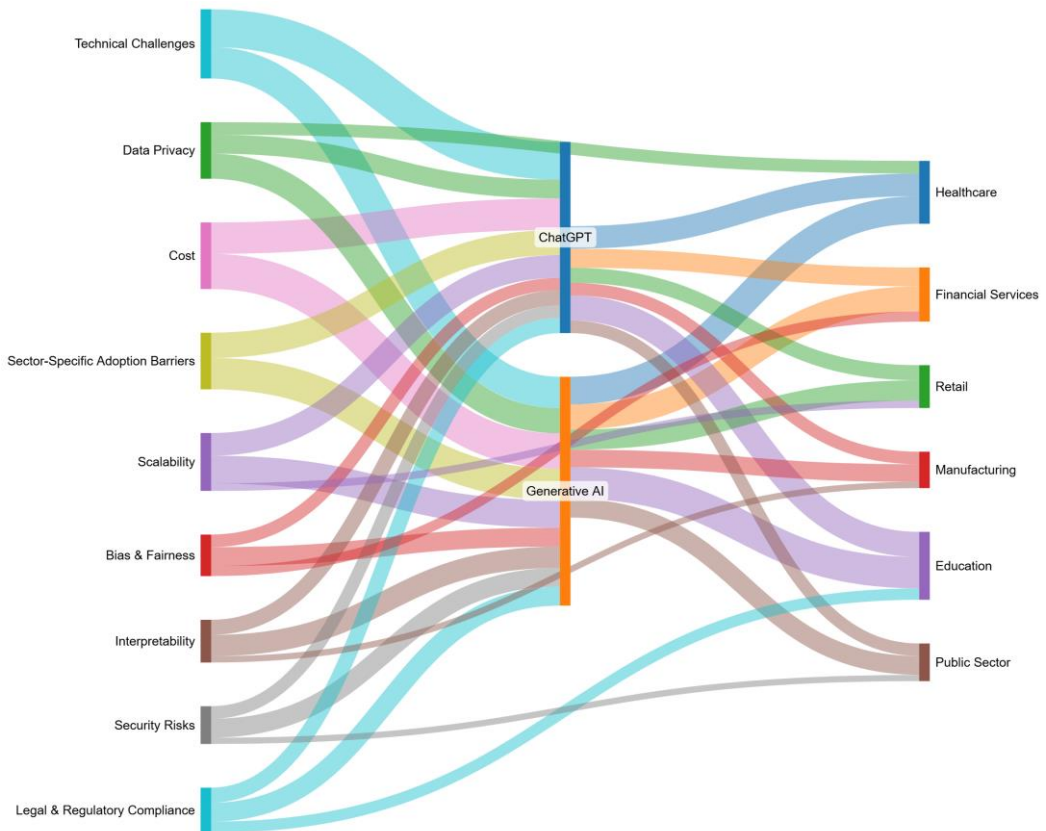 Technical Challenges
Data Privacy
Cost
Sector-Specific Adoption Barriers
Scalability
Bias & Fairness
Interpretability
Security Risks
Legal & Regulatory Compliance
ChatGPT
Generative AI
Healthcare
Financial Services
Retail
Manufacturing
Education
Public Sector